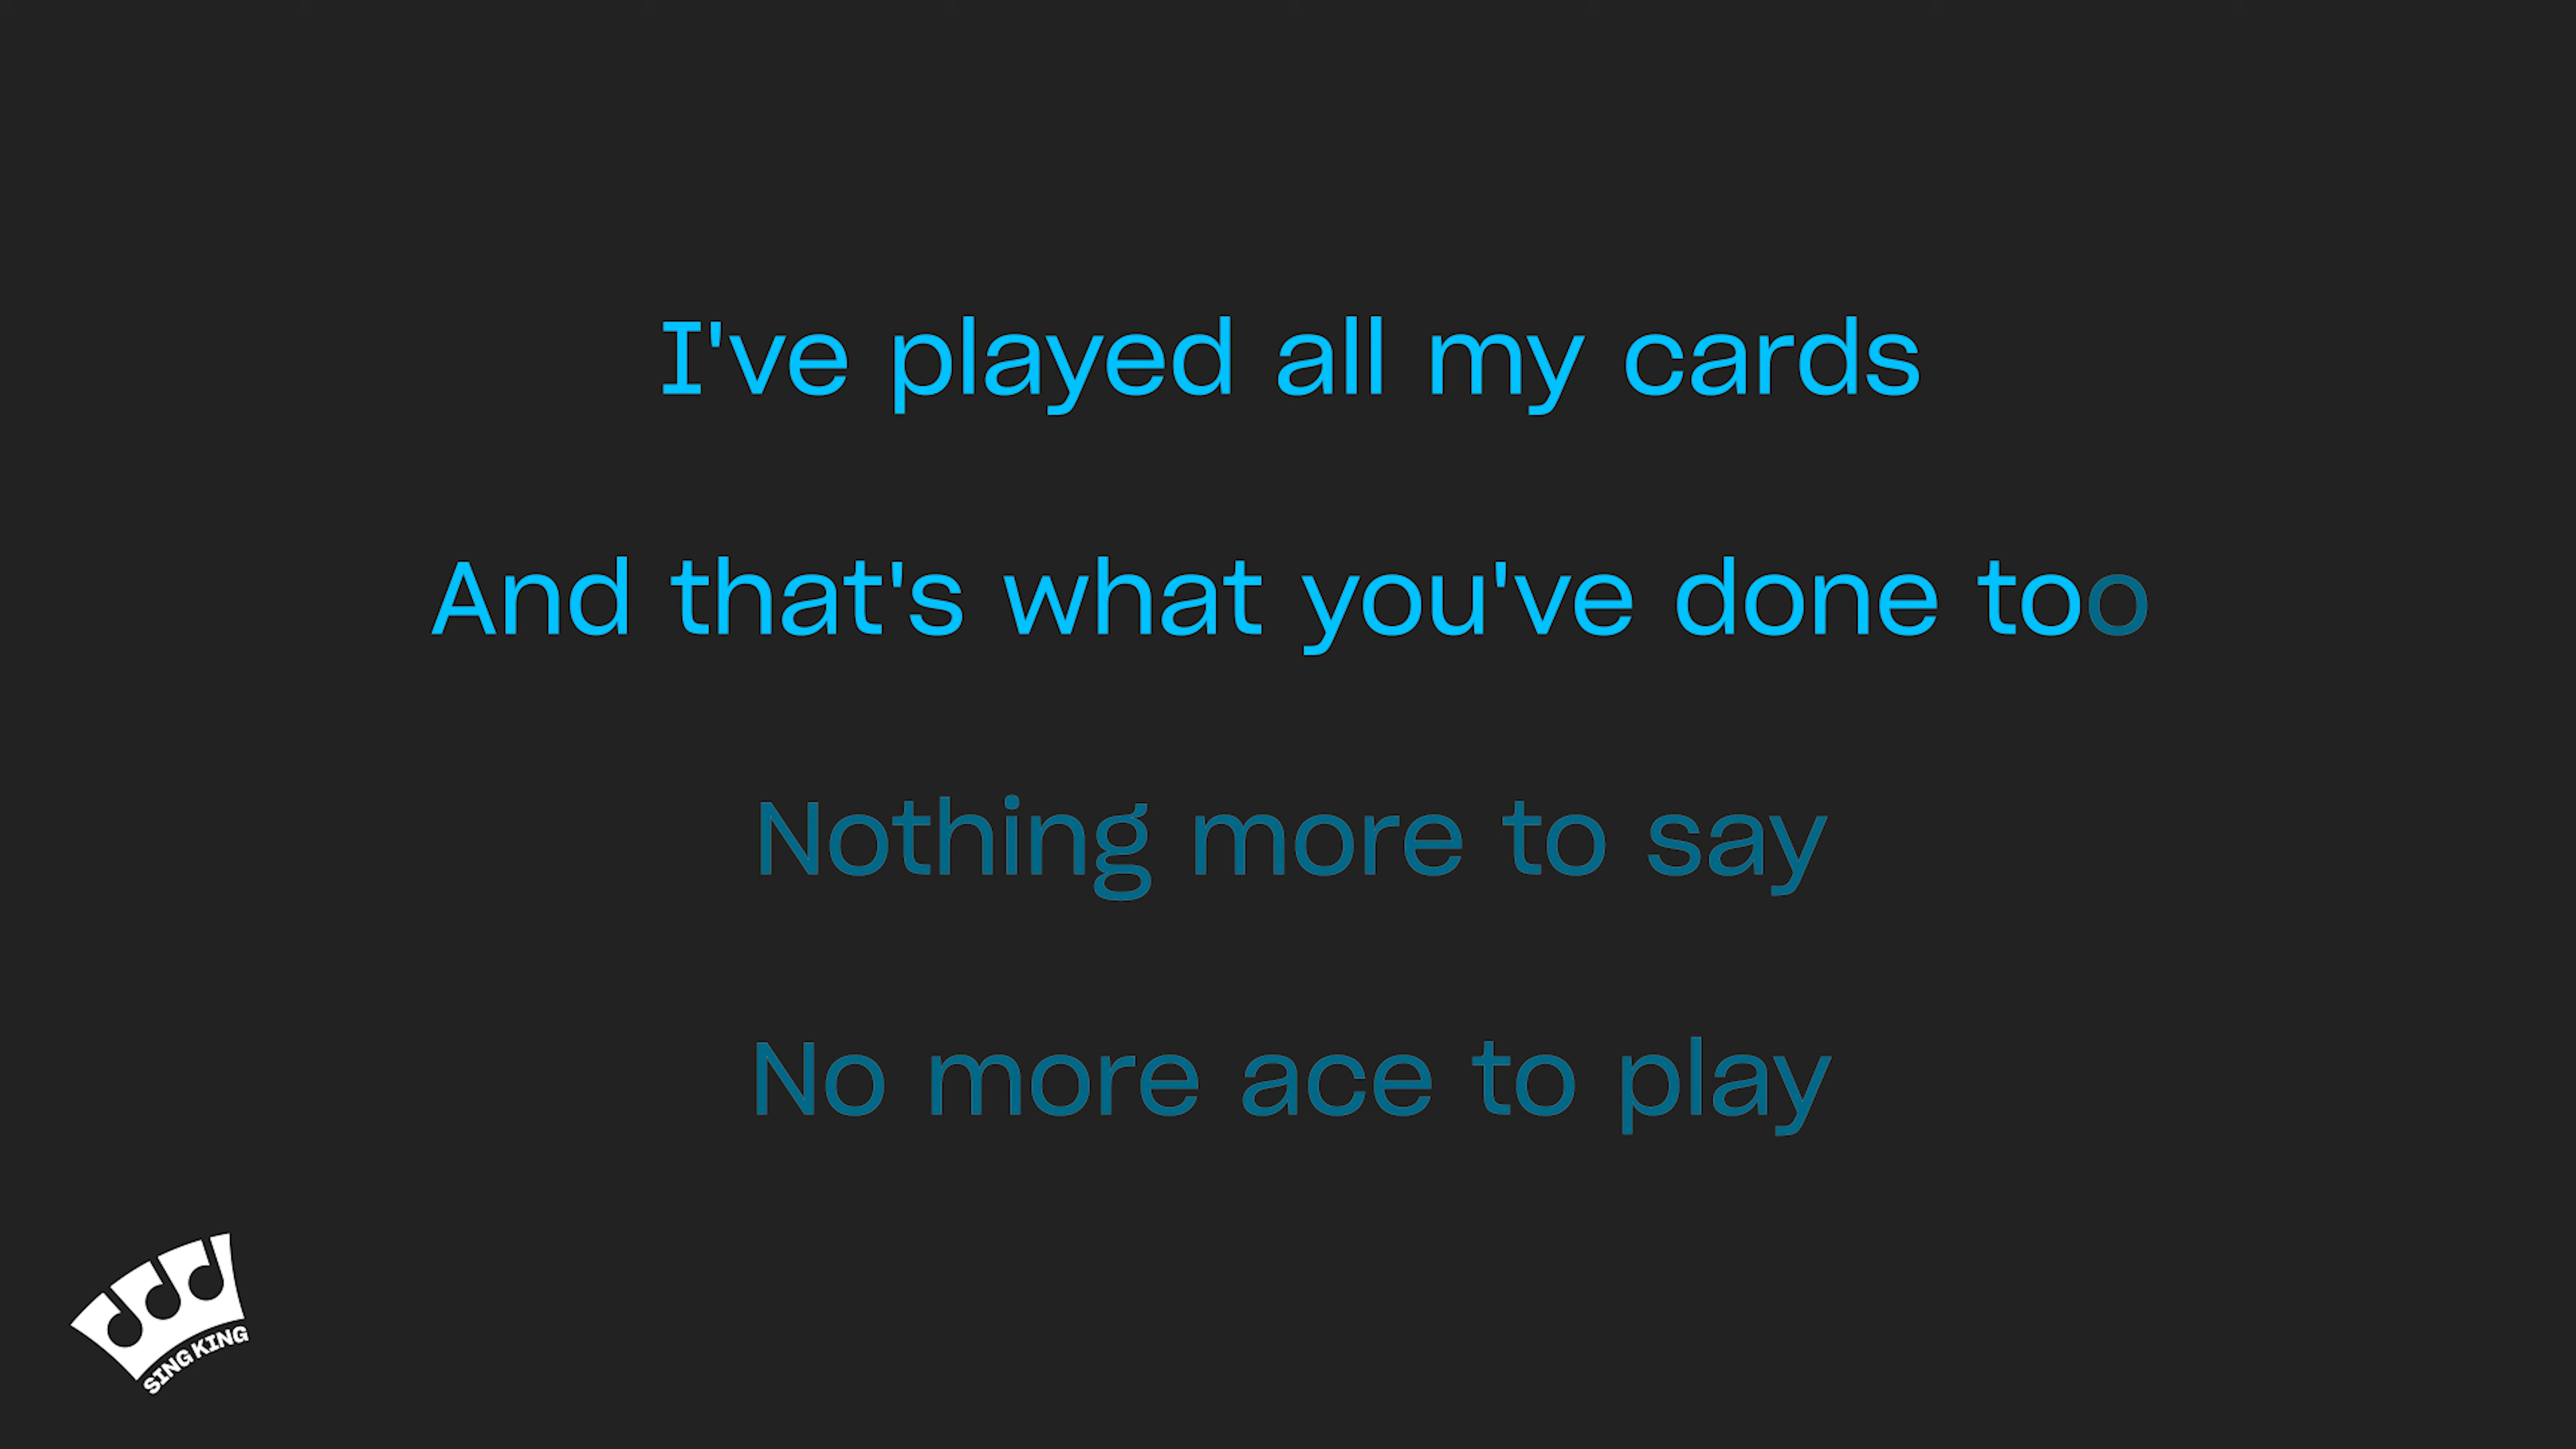 I've played all my cards
And that's what you've done too
Nothing more to say
No more ace to play
SING KING